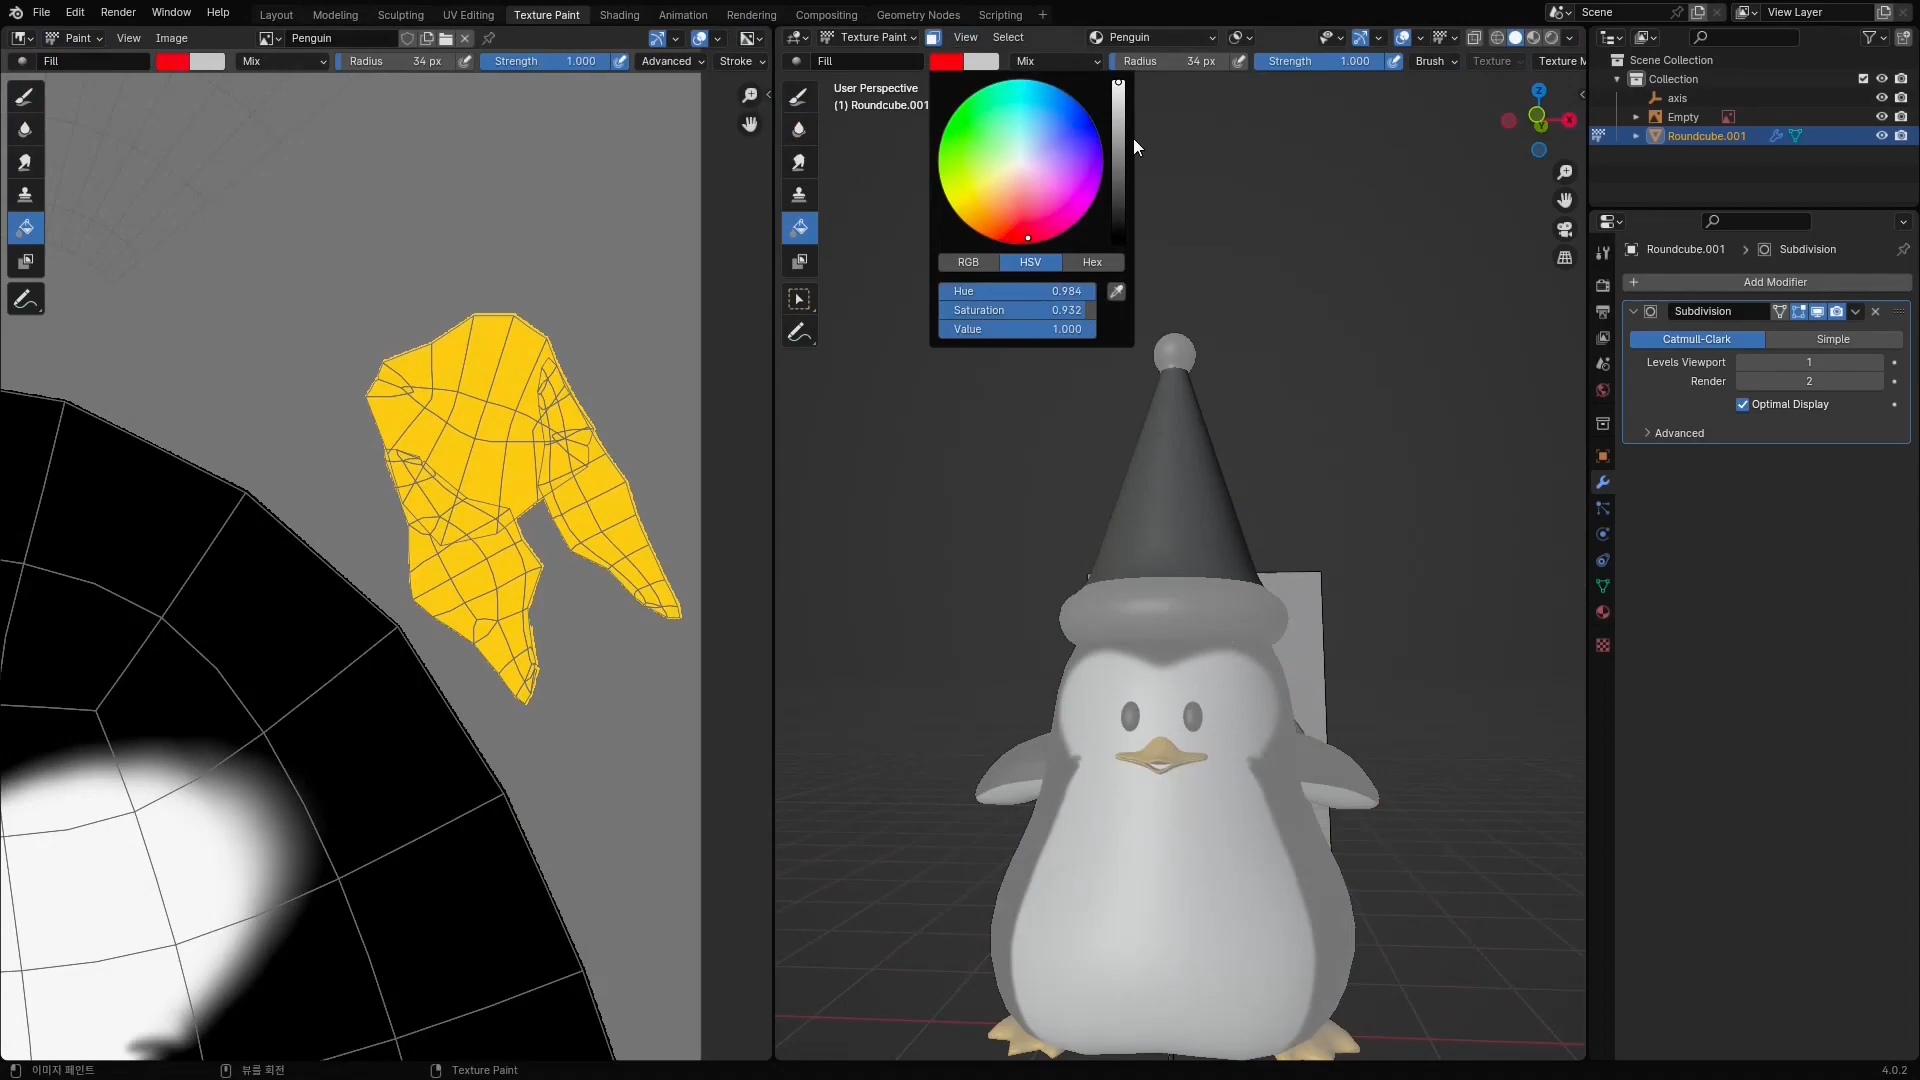 File Edit Render Window Help Layout Modeling Sculpting UV Editing Texture Paint Shading Animation Rendering Compositing Geometry Nodes Scripting + Scene View Layer
Paint View Image Penguin
Texture Paint View Select Penguin
Fill Mix Radius 34 px Strength 1.000 Advanced Stroke
Fill Mix Radius 34 px Strength 1.000 Brush Texture Texture M
User Perspective
(1) Roundcube.001
RGB HSV Hex
Hue 0.984
Saturation 0.932
Value 1.000
Z
X
Y
Scene Collection
Collection
axis
Empty
Roundcube.001
Roundcube.001 > Subdivision
+ Add Modifier
Subdivision
Catmull-Clark Simple
Levels Viewport 1
Render 2
Optimal Display
Advanced
이미지 페인트 뷰를 회전 Texture Paint 4.0.2